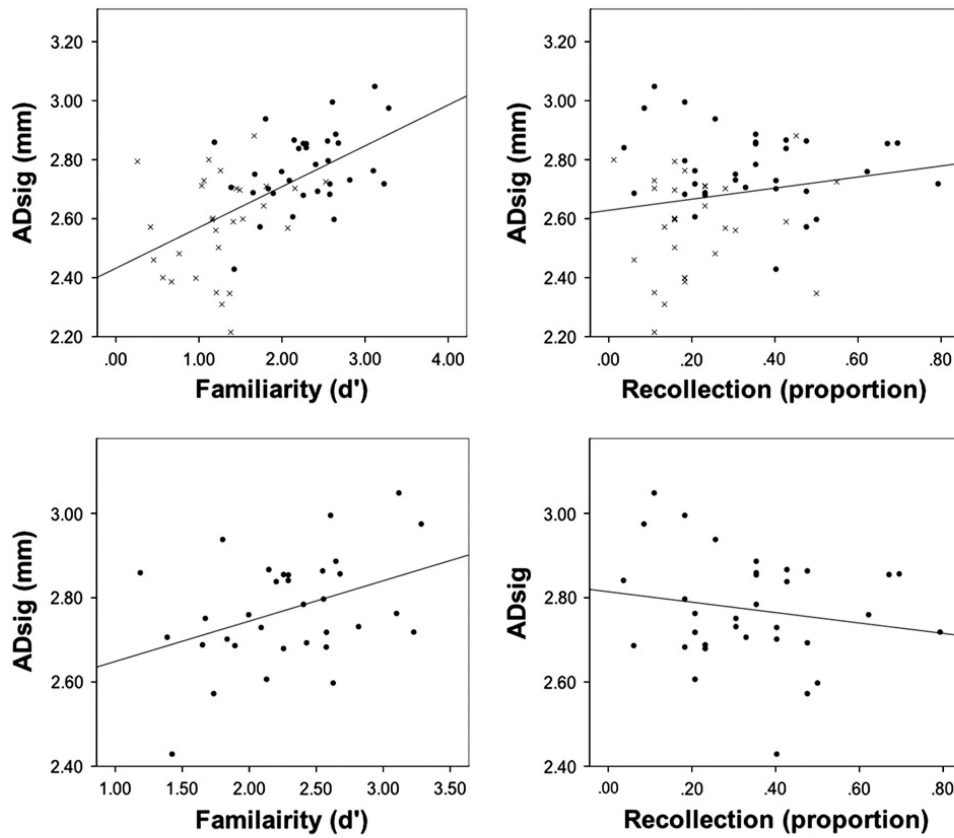 3.20
3.00
2.80
2.60
2.40
2.20
ADsig (mm)
.00 1.00 2.00 3.00 4.00
Familiarity (d')
3.20
3.00
2.80
2.60
2.40
2.20
ADsig (mm)
.00 .20 .40 .60 .80
Recollection (proportion)
3.00
2.80
2.60
2.40
ADsig (mm)
1.00 1.50 2.00 2.50 3.00 3.50
Familairity (d')
3.00
2.80
2.60
2.40
ADsig
.00 .20 .40 .60 .80
Recollection (proportion)